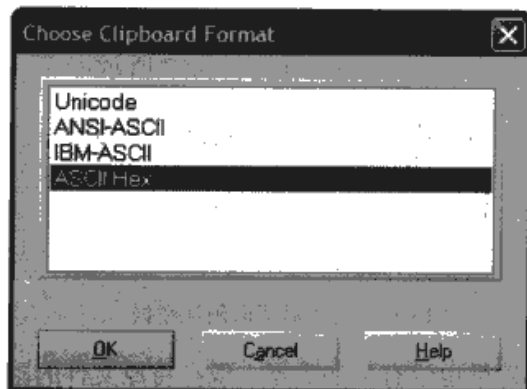 Choose Clipboard Format
Unicode
ANSI-ASCII
IBM-ASCII
ASCII Hex
OK
Cancel
Help